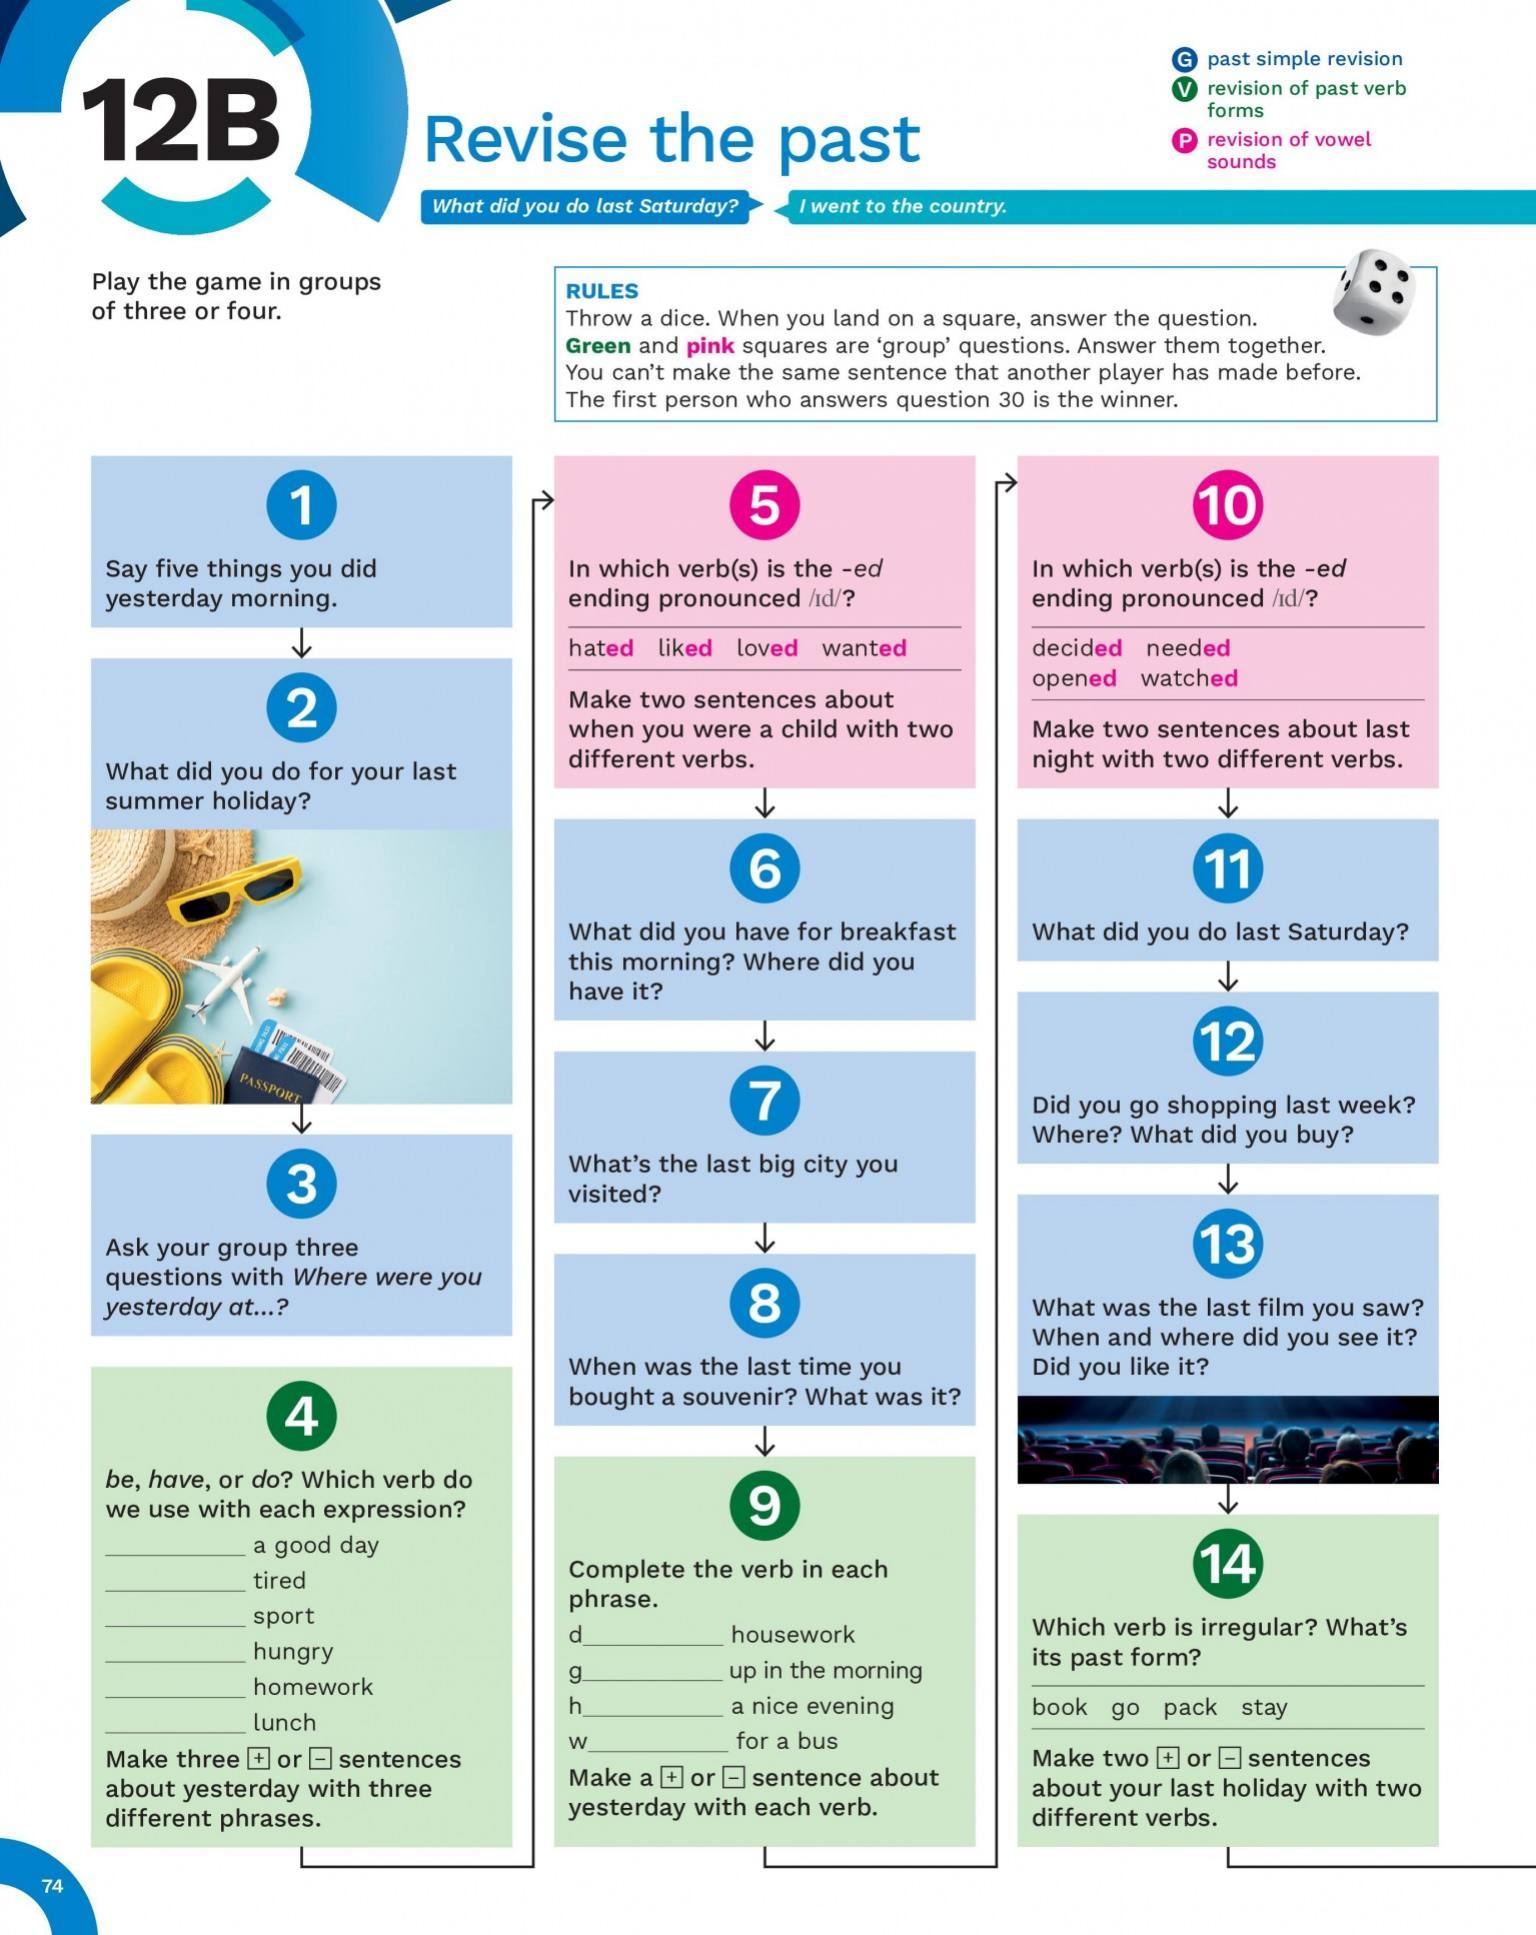 12B
Revise the past
G past simple revision
V revision of past verb
forms
P revision of vowel
sounds
What did you do last Saturday?
I went to the country.
Play the game in groups
of three or four.
RULES
Throw a dice. When you land on a square, answer the question.
Green and pink squares are ‘group’ questions. Answer them together.
You can’t make the same sentence that another player has made before.
The first person who answers question 30 is the winner.
1
Say five things you did
yesterday morning.
2
What did you do for your last
summer holiday?
PASSPORT
3
Ask your group three
questions with Where were you
yesterday at...?
4
be, have, or do? Which verb do
we use with each expression?
__________ a good day
__________ tired
__________ sport
__________ hungry
__________ homework
__________ lunch
Make three + or – sentences
about yesterday with three
different phrases.
5
In which verb(s) is the -ed
ending pronounced /ɪd/?
hated liked loved wanted
Make two sentences about
when you were a child with two
different verbs.
6
What did you have for breakfast
this morning? Where did you
have it?
7
What’s the last big city you
visited?
8
When was the last time you
bought a souvenir? What was it?
9
Complete the verb in each
phrase.
d__________ housework
g__________ up in the morning
h__________ a nice evening
w__________ for a bus
Make a + or – sentence about
yesterday with each verb.
10
In which verb(s) is the -ed
ending pronounced /ɪd/?
decided needed
opened watched
Make two sentences about last
night with two different verbs.
11
What did you do last Saturday?
12
Did you go shopping last week?
Where? What did you buy?
13
What was the last film you saw?
When and where did you see it?
Did you like it?
14
Which verb is irregular? What’s
its past form?
book go pack stay
Make two + or – sentences
about your last holiday with two
different verbs.
74